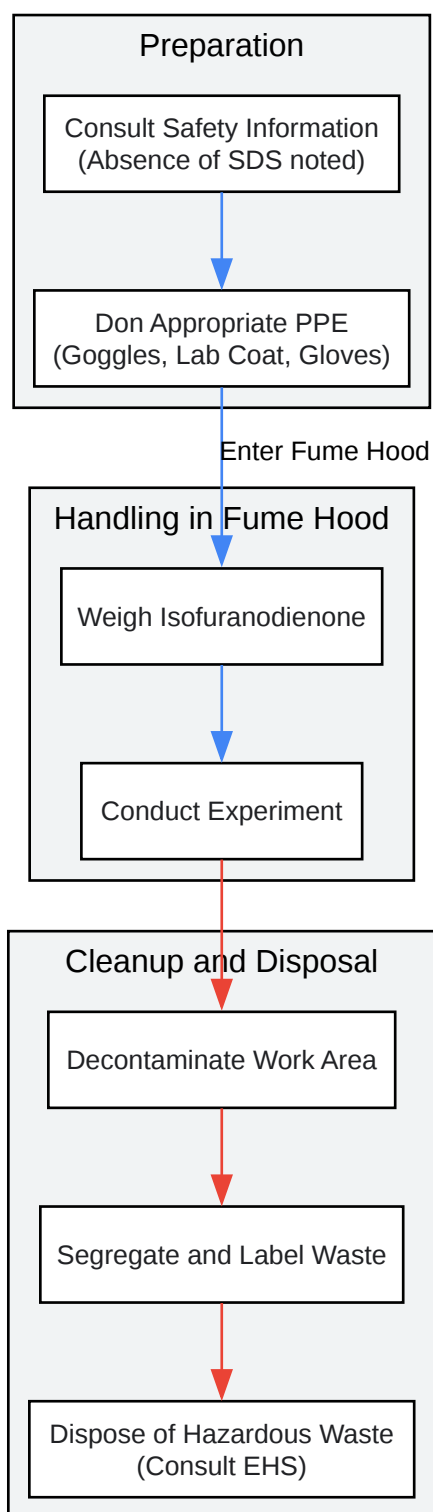 Preparation
Consult Safety Information
(Absence of SDS noted)
Don Appropriate PPE
(Goggles, Lab Coat, Gloves)
Enter Fume Hood
Handling in Fume Hood
Weigh Isofuranodienone
Conduct Experiment
Cleanup and Disposal
Decontaminate Work Area
Segregate and Label Waste
Dispose of Hazardous Waste
(Consult EHS)